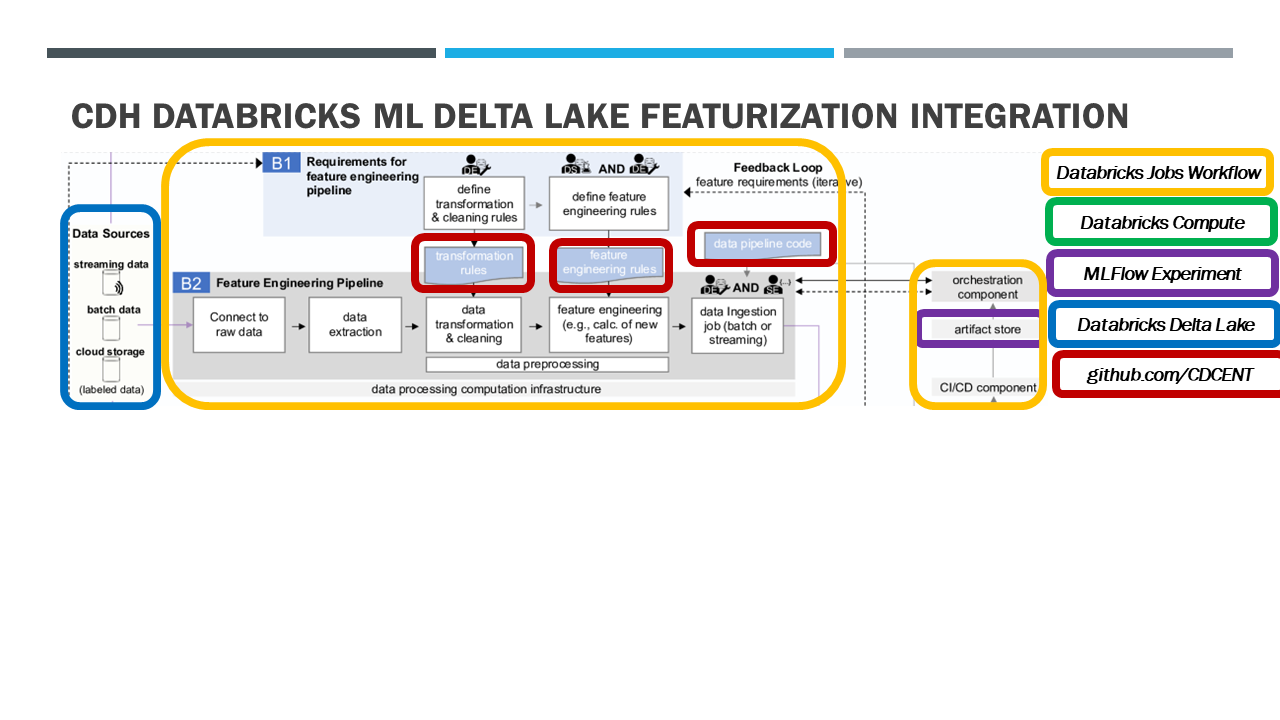 CDH DATABRICKS ML DELTA LAKE FEATURIZATION INTEGRATION
B1
Requirements for
feature engineering
pipeline
DE
DS
AND
DE
Feedback Loop
feature requirements (iterative)
define
transformation
& cleaning rules
define feature
engineering rules
transformation
rules
feature
engineering rules
data pipeline code
Data Sources
streaming data
batch data
cloud storage
(labeled data)
B2
Feature Engineering Pipeline
DE
AND
SE
Connect to
raw data
data
extraction
data
transformation
& cleaning
feature engineering
(e.g., calc. of new
features)
data Ingestion
job (batch or
streaming)
data preprocessing
data processing computation infrastructure
orchestration
component
artifact store
CI/CD component
Databricks Jobs Workflow
Databricks Compute
MLFlow Experiment
Databricks Delta Lake
github.com/CDCENT